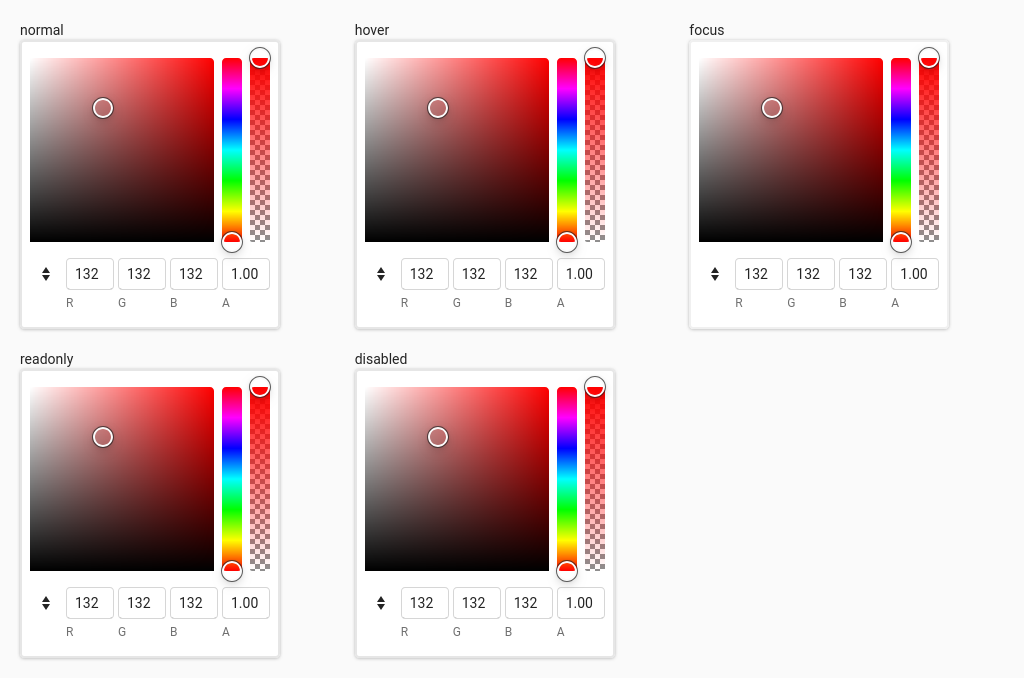 normal hover focus
132 132 132 1.00 132 132 132 1.00 132 132 132 1.00
R G B A R G B A R G B A
readonly disabled
132 132 132 1.00 132 132 132 1.00
R G B A R G B A